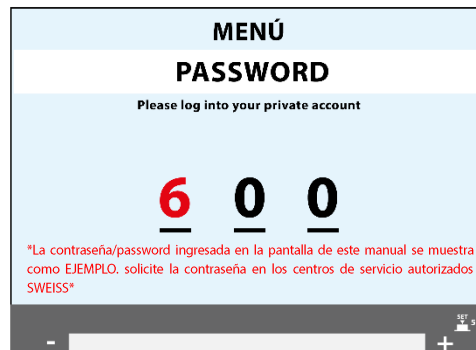 MENÚ
PASSWORD
Please log into your private account
6 0 0
*La contraseña/password ingresada en la pantalla de este manual se muestra
como EJEMPLO. solicite la contraseña en los centros de servicio autorizados
SWEISS*
SET
- +